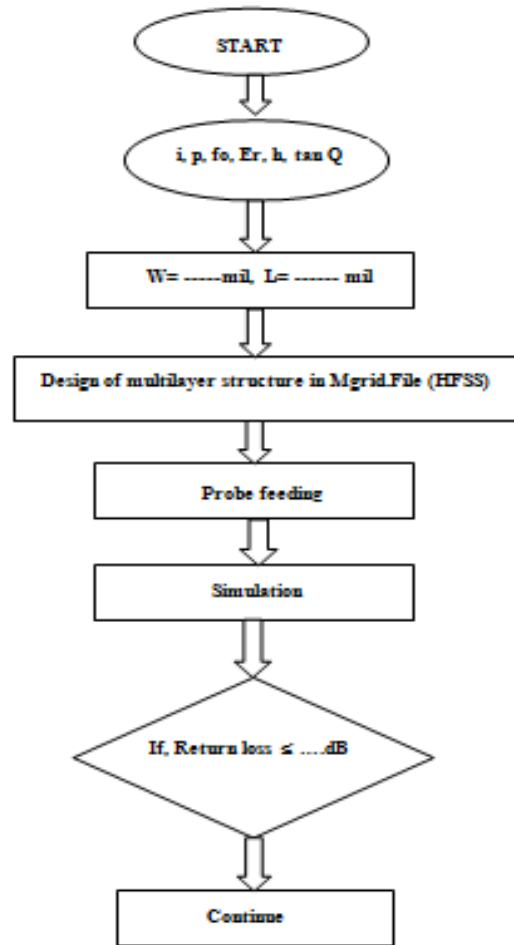 START
i, p, fo, Er, h, tan Q
W= -----mil, L= ------ mil
Design of multilayer structure in Mgrid.File (HFSS)
Probe feeding
Simulation
If, Return loss ≤ ....dB
Continue